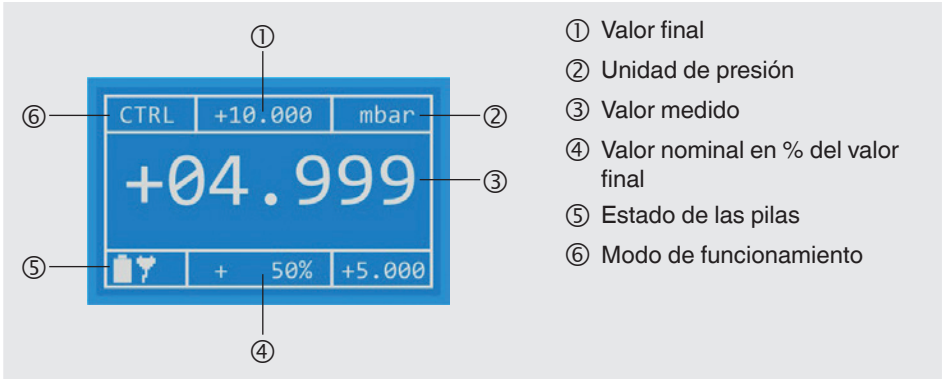 ①
⑥ CTRL +10.000 mbar ②
+04.999 ③
⑤ + 50% +5.000
④
① Valor final
② Unidad de presión
③ Valor medido
④ Valor nominal en % del valor
final
⑤ Estado de las pilas
⑥ Modo de funcionamiento